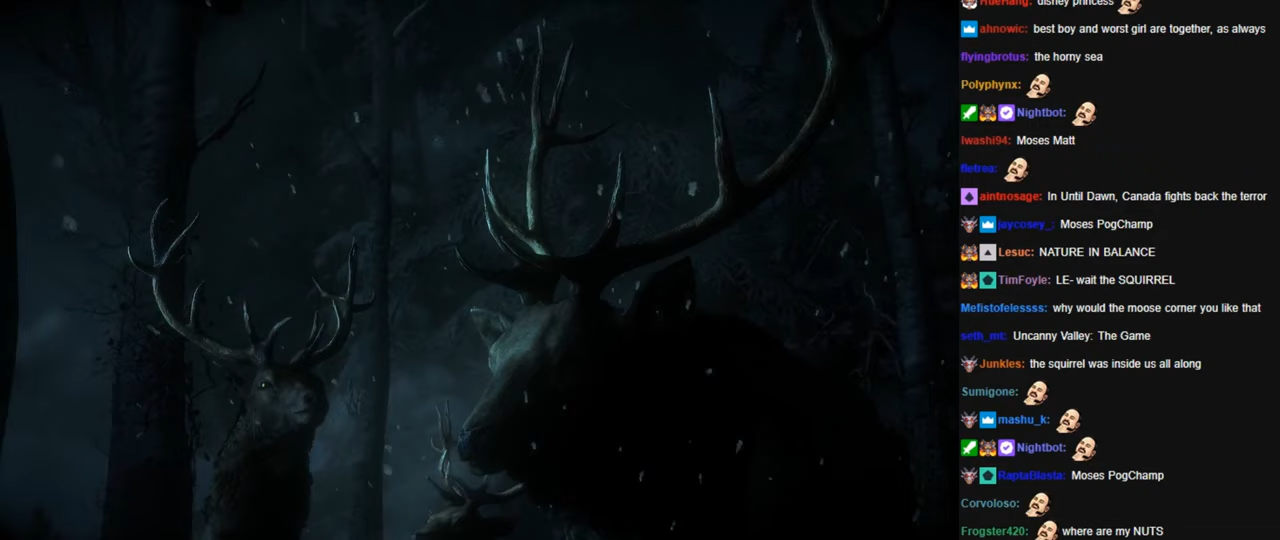 HueHang: disney princess
ahnowic: best boy and worst girl are together, as always
flyingbrotus: the horny sea
Polyphynx:
Nightbot:
Iwashi94: Moses Matt
fletrea:
aintnosage: In Until Dawn, Canada fights back the terror
jaycosey_: Moses PogChamp
Lesuc: NATURE IN BALANCE
TimFoyle: LE- wait the SQUIRREL
Mefistofelessss: why would the moose corner you like that
seth_mt: Uncanny Valley: The Game
Junkles: the squirrel was inside us all along
Sumigone:
mashu_k:
Nightbot:
RaptaBlasta: Moses PogChamp
Corvoloso:
Frogster420: where are my NUTS